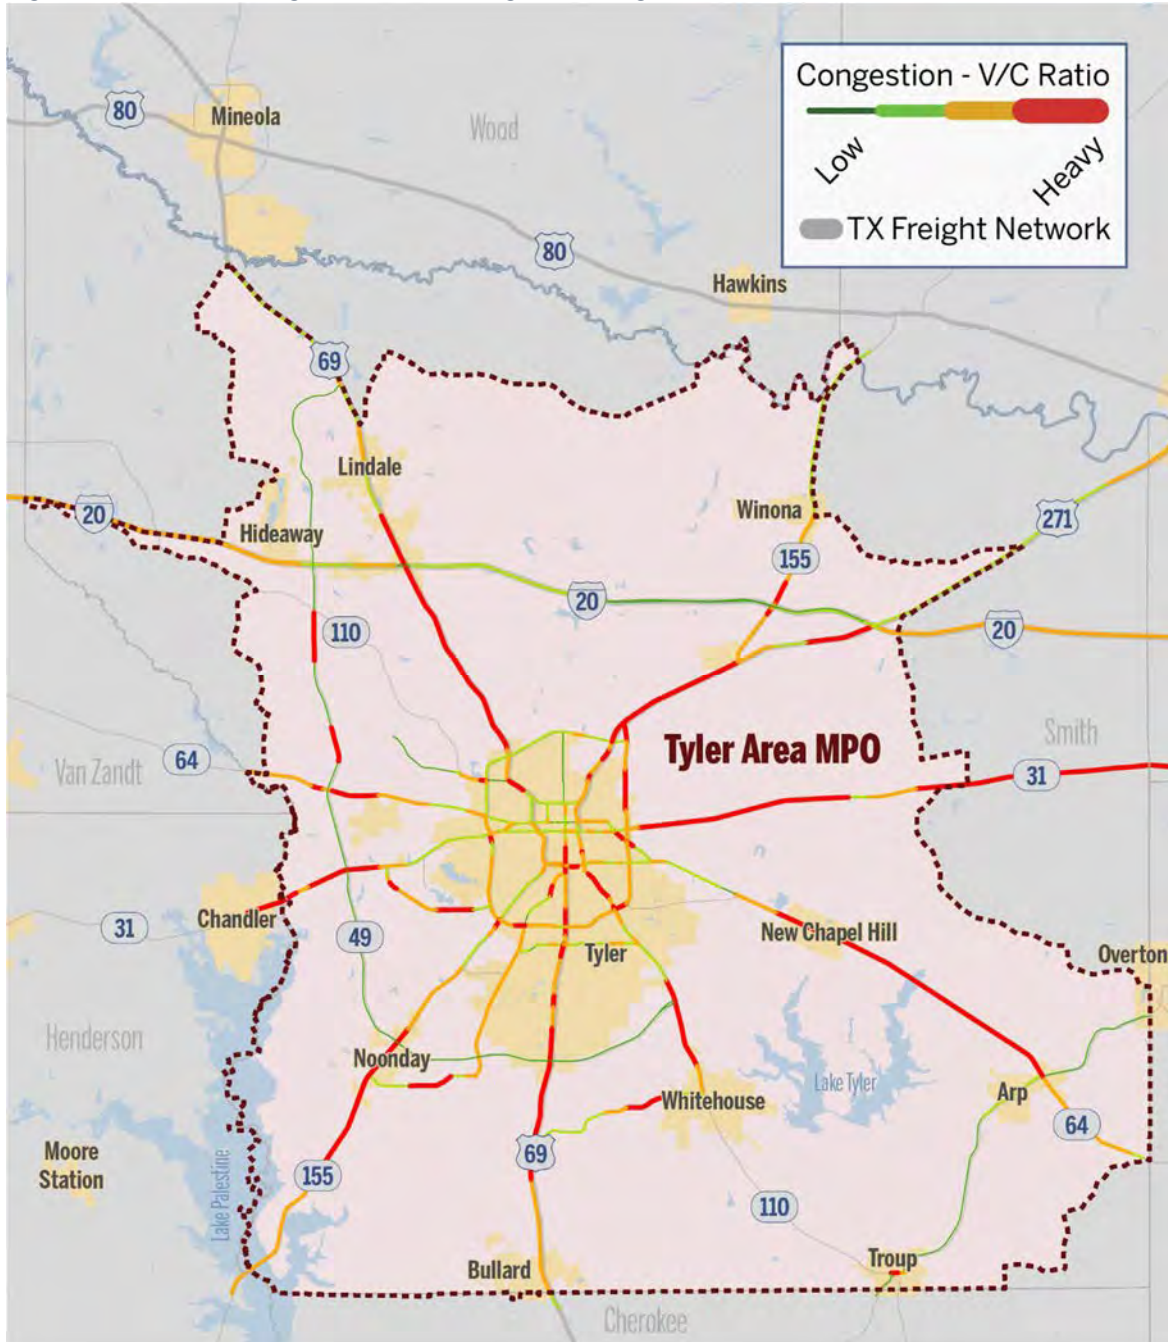 Congestion - V/C Ratio
Low
Heavy
TX Freight Network
80
Mineola
Wood
80
Hawkins
69
Lindale
Winona
20
Hideaway
271
155
20
20
110
Tyler Area MPO
Smith
64
Van Zandt
31
Chandler
31
49
New Chapel Hill
Tyler
Overton
Henderson
Noonday
Lake Tyler
Arp
Whitehouse
64
Moore
Station
69
155
Lake Palestine
110
Troup
Bullard
Cherokee